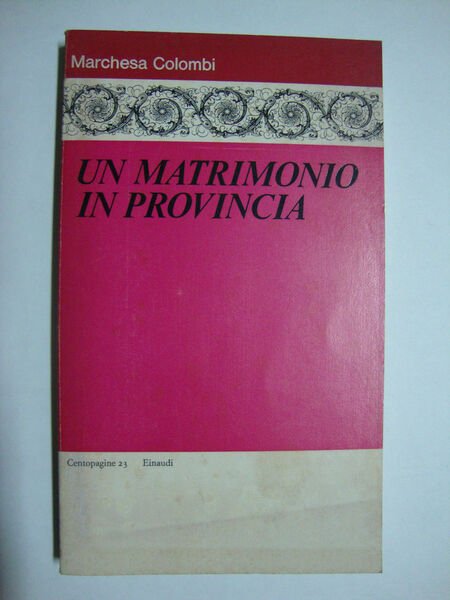 Marchesa Colombi
UN MATRIMONIO
IN PROVINCIA
Centopagine 23 Einaudi